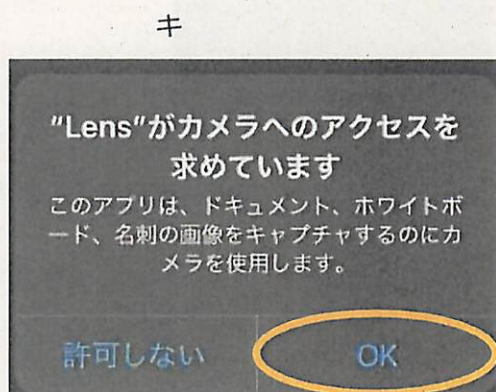 キ
“Lens”がカメラへのアクセスを
求めています
このアプリは、ドキュメント、ホワイトボ
ード、名刺の画像をキャプチャするのにカ
メラを使用します。
許可しない OK